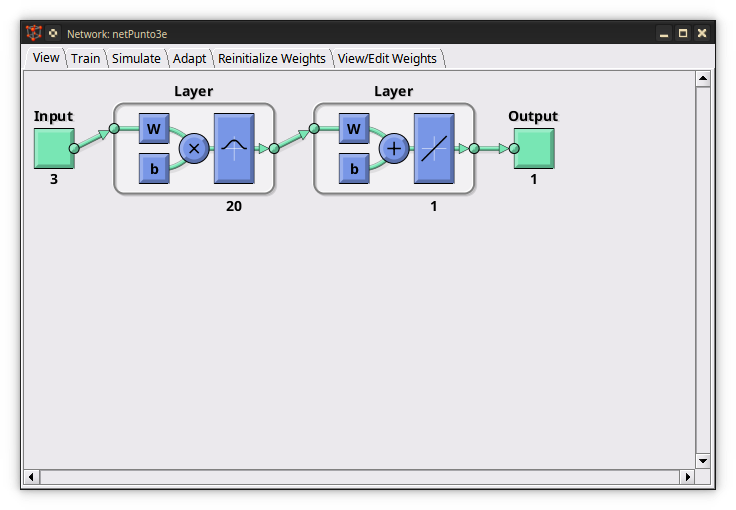 Network: netPunto3e
View Train Simulate Adapt Reinitialize Weights View/Edit Weights
Layer Layer
Input Output
W W
b b
3 1
20 1